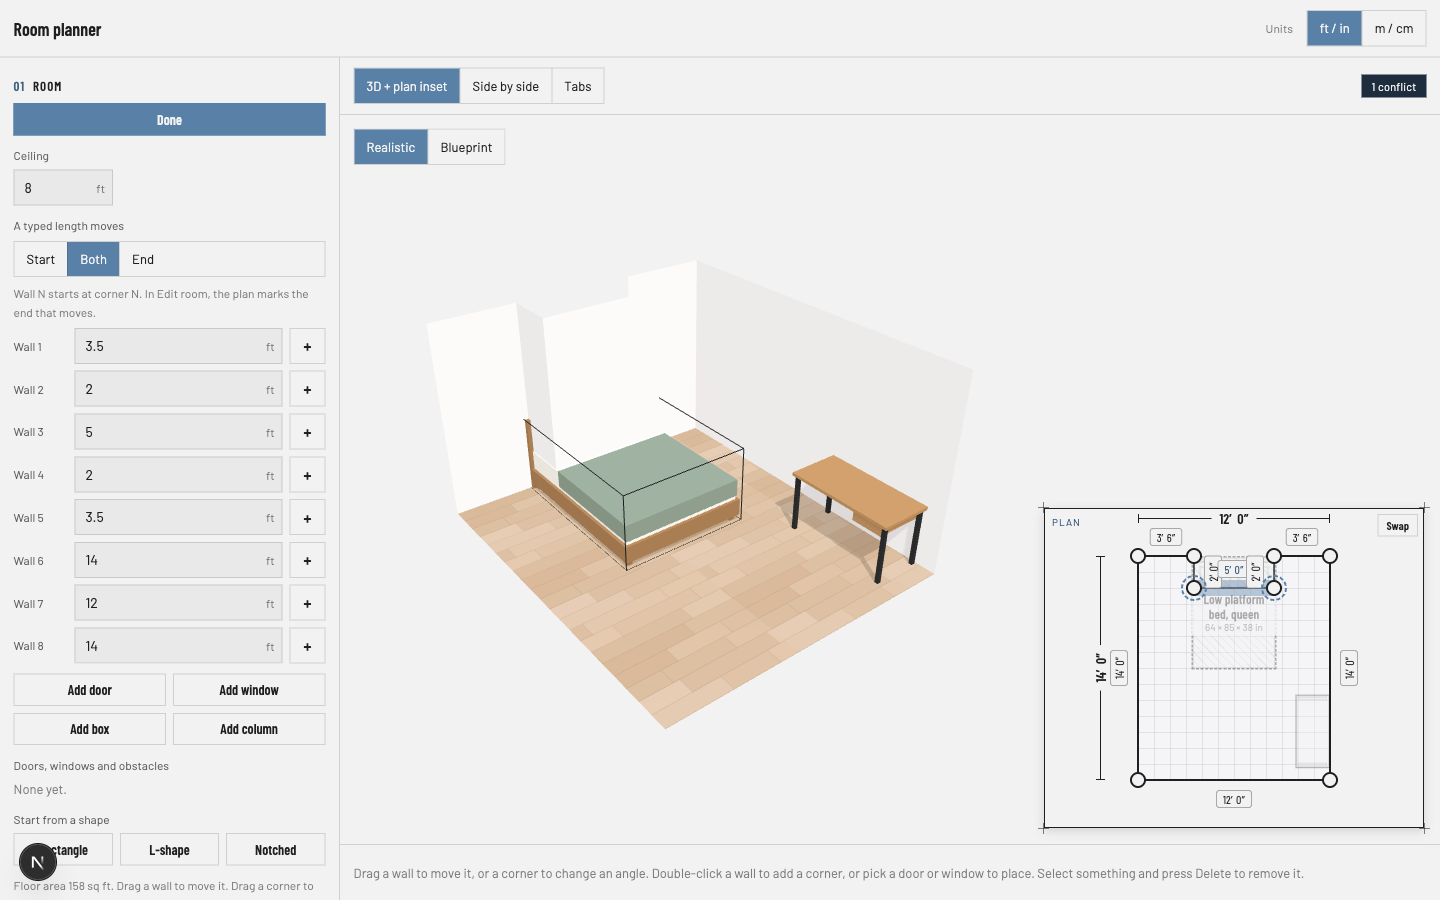 Room planner
Units
ft / in
m / cm
01 ROOM
Done
Ceiling
8 ft
A typed length moves
Start
Both
End
Wall N starts at corner N. In Edit room, the plan marks the
end that moves.
Wall 1 3.5 ft +
Wall 2 2 ft +
Wall 3 5 ft +
Wall 4 2 ft +
Wall 5 3.5 ft +
Wall 6 14 ft +
Wall 7 12 ft +
Wall 8 14 ft +
Add door
Add window
Add box
Add column
Doors, windows and obstacles
None yet.
Start from a shape
ctangle
L-shape
Notched
N
Floor area 158 sq ft. Drag a wall to move it. Drag a corner to
3D + plan inset
Side by side
Tabs
1 conflict
Realistic
Blueprint
PLAN
12' 0"
Swap
3' 6"
3' 6"
2' 0"
5' 0"
2' 0"
Low platform
bed, queen
64 × 85 × 38 in
14' 0"
14' 0"
14' 0"
12' 0"
Drag a wall to move it, or a corner to change an angle. Double-click a wall to add a corner, or pick a door or window to place. Select something and press Delete to remove it.